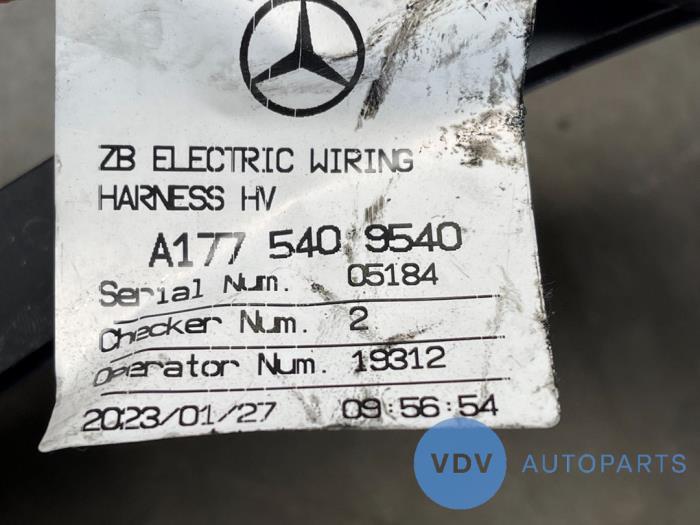 ZB ELECTRIC WIRING
HARNESS HV
A177 540 9540
Serial Num. 05184
Checker Num. 2
Operator Num. 19312
2023/01/27 09:56:54
VDV AUTOPARTS